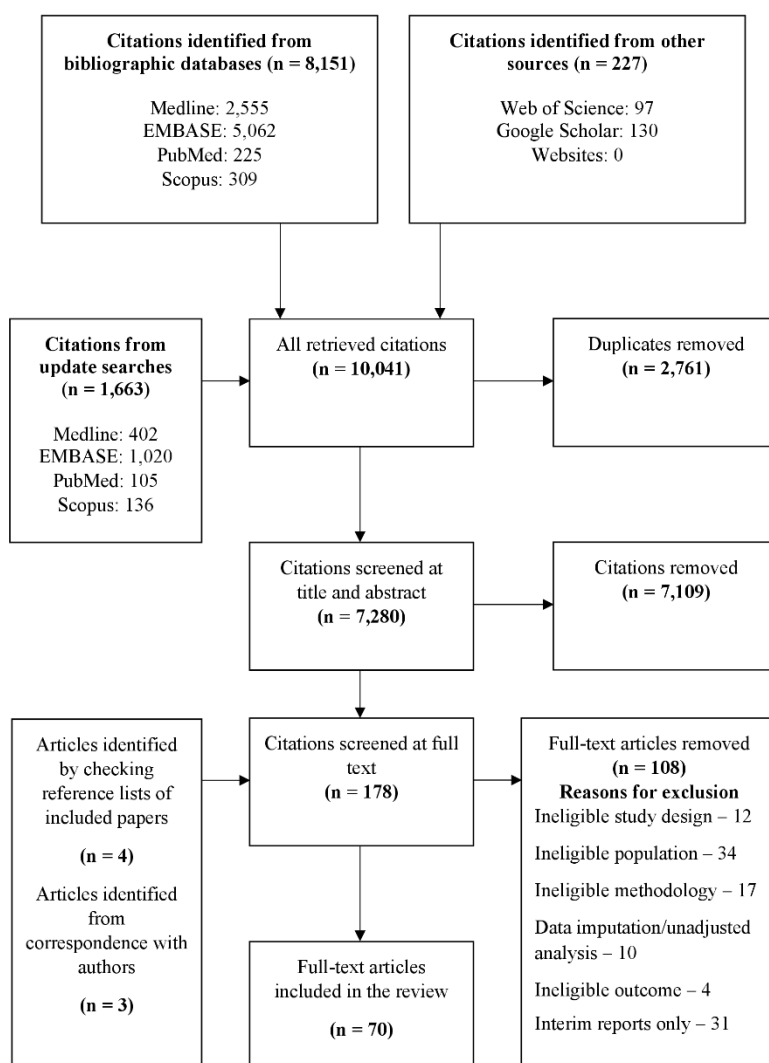 Citations identified from
bibliographic databases (n = 8,151)
Medline: 2,555
EMBASE: 5,062
PubMed: 225
Scopus: 309
Citations identified from other
sources (n = 227)
Web of Science: 97
Google Scholar: 130
Websites: 0
Citations from
update searches
(n = 1,663)
Medline: 402
EMBASE: 1,020
PubMed: 105
Scopus: 136
All retrieved citations
(n = 10,041)
Duplicates removed
(n = 2,761)
Citations screened at
title and abstract
(n = 7,280)
Citations removed
(n = 7,109)
Articles identified
by checking
reference lists of
included papers
(n = 4)
Articles identified
from
correspondence with
authors
(n = 3)
Citations screened at full
text
(n = 178)
Full-text articles removed
(n = 108)
Reasons for exclusion
Ineligible study design – 12
Ineligible population – 34
Ineligible methodology – 17
Data imputation/unadjusted
analysis – 10
Ineligible outcome – 4
Interim reports only – 31
Full-text articles
included in the review
(n = 70)